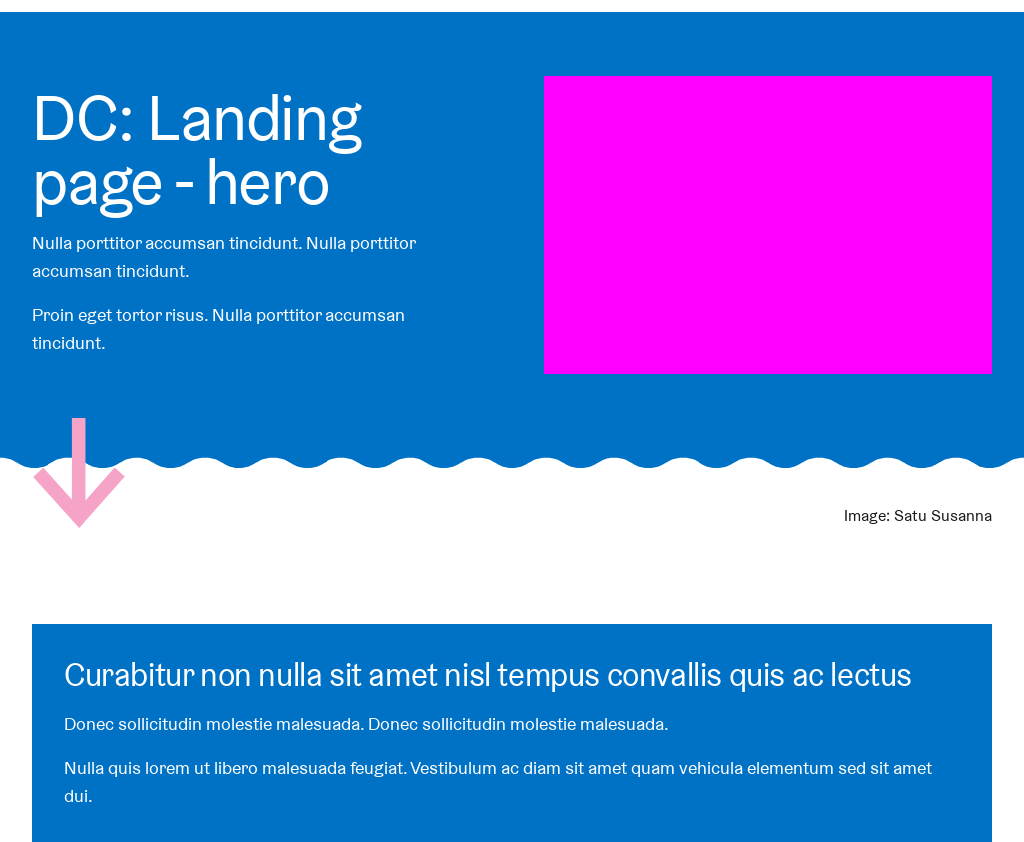 DC: Landing
page - hero
Nulla porttitor accumsan tincidunt. Nulla porttitor
accumsan tincidunt.
Proin eget tortor risus. Nulla porttitor accumsan
tincidunt.
Image: Satu Susanna
Curabitur non nulla sit amet nisl tempus convallis quis ac lectus
Donec sollicitudin molestie malesuada. Donec sollicitudin molestie malesuada.
Nulla quis lorem ut libero malesuada feugiat. Vestibulum ac diam sit amet quam vehicula elementum sed sit amet
dui.